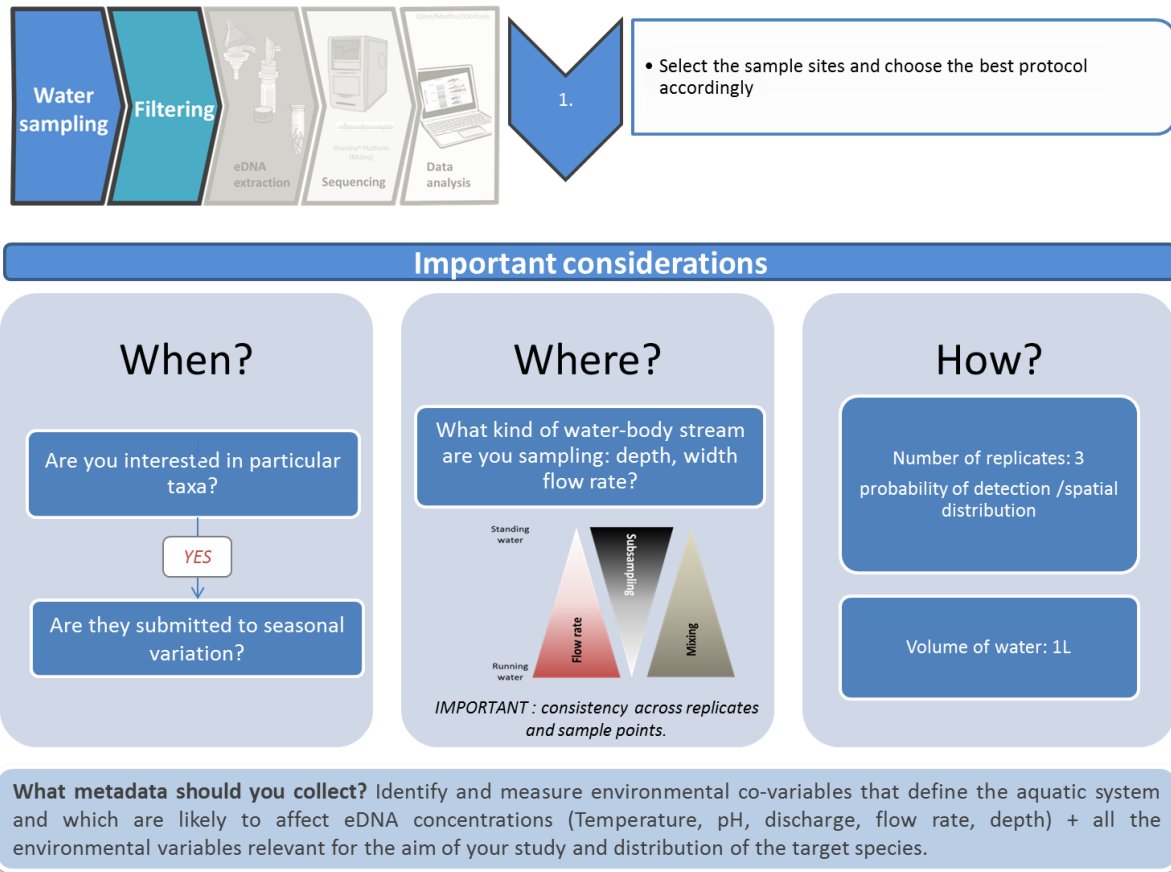 Water
sampling
Filtering
eDNA
extraction
Illumina® Platform
(MiSeq)
Sequencing
Qiime/Mothur/Obitools
Data
analysis
1.
• Select the sample sites and choose the best protocol
accordingly
Important considerations
When?
Are you interested in particular
taxa?
YES
Are they submitted to seasonal
variation?
Where?
What kind of water-body stream
are you sampling: depth, width
flow rate?
Standing
water
Running
water
Flow rate
Subsampling
Mixing
IMPORTANT : consistency across replicates
and sample points.
How?
Number of replicates: 3
probability of detection /spatial
distribution
Volume of water: 1L
What metadata should you collect? Identify and measure environmental co-variables that define the aquatic system
and which are likely to affect eDNA concentrations (Temperature, pH, discharge, flow rate, depth) + all the
environmental variables relevant for the aim of your study and distribution of the target species.